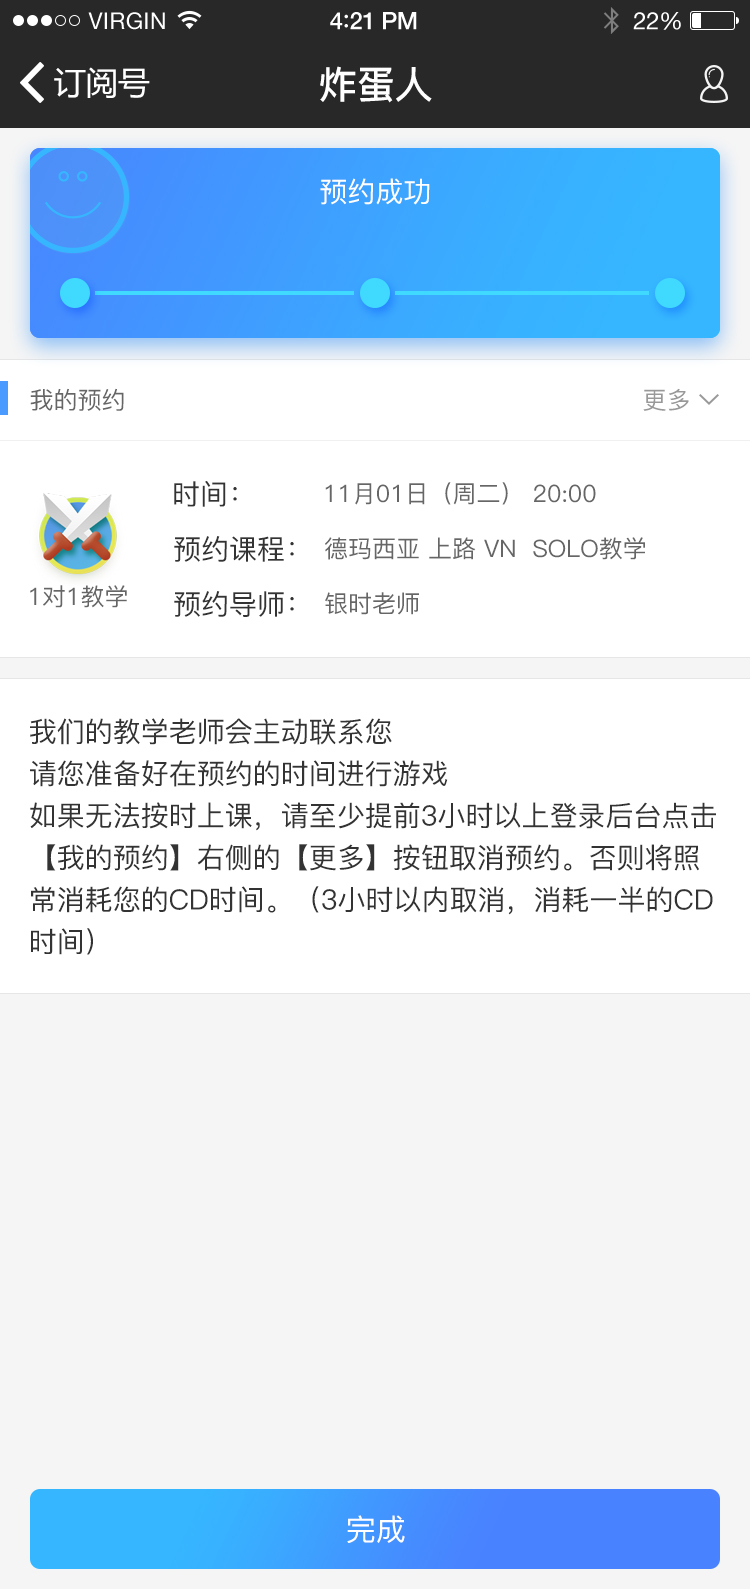 VIRGIN 4:21 PM 22%
订阅号 炸蛋人
预约成功
我的预约 更多
时间： 11月01日（周二） 20:00
预约课程： 德玛西亚 上路 VN SOLO教学
1对1教学
预约导师： 银时老师
我们的教学老师会主动联系您
请您准备好在预约的时间进行游戏
如果无法按时上课，请至少提前3小时以上登录后台点击
【我的预约】右侧的【更多】按钮取消预约。否则将照
常消耗您的CD时间。（3小时以内取消，消耗一半的CD
时间）
完成